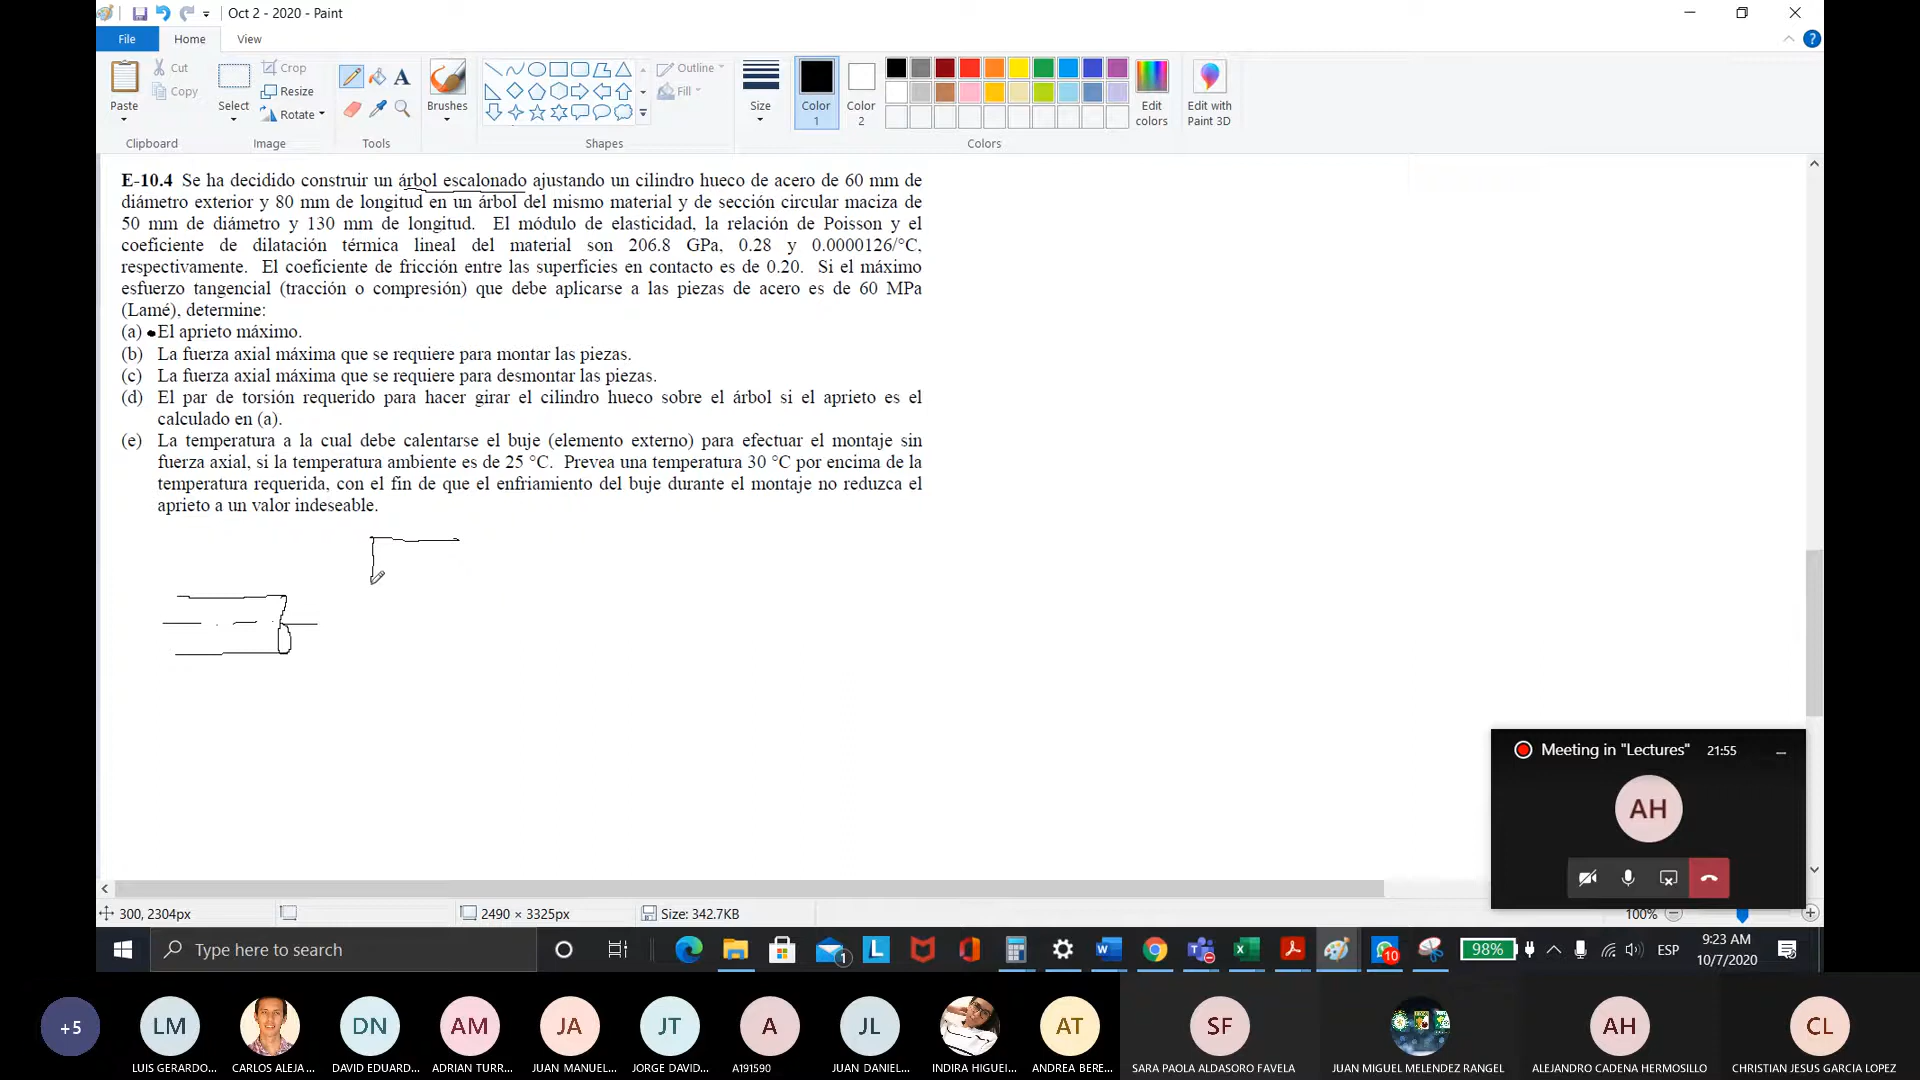 Oct 2 - 2020 - Paint
File
Home
View
Cut
Copy
Paste
Clipboard
Crop
Resize
Rotate
Select
Image
Tools
Brushes
Outline
Fill
Shapes
Size
Color 1
Color 2
Edit colors
Colors
Edit with Paint 3D
E-10.4 Se ha decidido construir un árbol escalonado ajustando un cilindro hueco de acero de 60 mm de
diámetro exterior y 80 mm de longitud en un árbol del mismo material y de sección circular maciza de
50 mm de diámetro y 130 mm de longitud. El módulo de elasticidad, la relación de Poisson y el
coeficiente de dilatación térmica lineal del material son 206.8 GPa, 0.28 y 0.0000126/°C,
respectivamente. El coeficiente de fricción entre las superficies en contacto es de 0.20. Si el máximo
esfuerzo tangencial (tracción o compresión) que debe aplicarse a las piezas de acero es de 60 MPa
(Lamé), determine:
(a) El aprieto máximo.
(b) La fuerza axial máxima que se requiere para montar las piezas.
(c) La fuerza axial máxima que se requiere para desmontar las piezas.
(d) El par de torsión requerido para hacer girar el cilindro hueco sobre el árbol si el aprieto es el
calculado en (a).
(e) La temperatura a la cual debe calentarse el buje (elemento externo) para efectuar el montaje sin
fuerza axial, si la temperatura ambiente es de 25 °C. Prevea una temperatura 30 °C por encima de la
temperatura requerida, con el fin de que el enfriamiento del buje durante el montaje no reduzca el
aprieto a un valor indeseable.
Meeting in "Lectures" 21:55
AH
300, 2304px
2490 × 3325px
Size: 342.7KB
100%
Type here to search
1
10
98%
ESP
9:23 AM
10/7/2020
+5
LM
DN
AM
JA
JT
A
JL
AT
SF
AH
CL
LUIS GERARDO...
CARLOS ALEJA...
DAVID EDUARD...
ADRIAN TURR...
JUAN MANUEL...
JORGE DAVID...
A191590
JUAN DANIEL...
INDIRA HIGUEI...
ANDREA BERE...
SARA PAOLA ALDASORO FAVELA
JUAN MIGUEL MELENDEZ RANGEL
ALEJANDRO CADENA HERMOSILLO
CHRISTIAN JESUS GARCIA LOPEZ